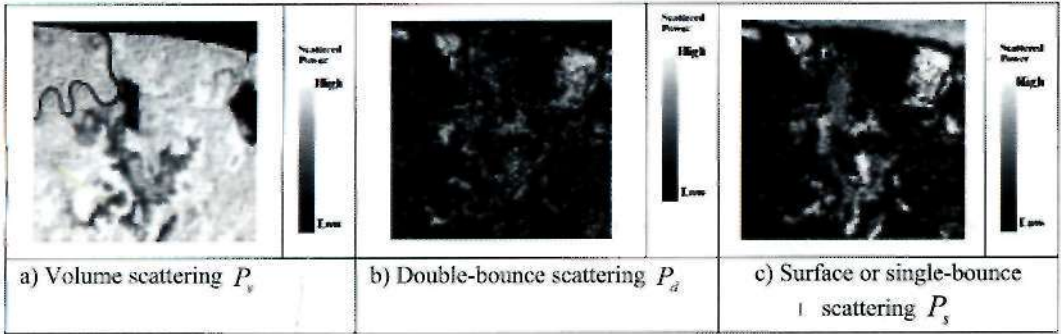 Scattered
Power
High
Low
Scattered
Power
High
Low
Scattered
Power
High
Low
a) Volume scattering P_v
b) Double-bounce scattering P_d
c) Surface or single-bounce
scattering P_s